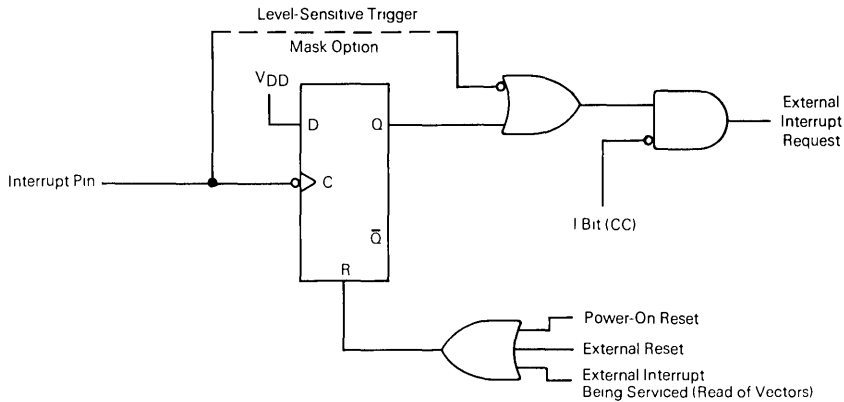 Level-Sensitive Trigger
Mask Option
VDD
D
Q
External
Interrupt
Request
Interrupt Pin
C
I Bit (CC)
Q̅
R
Power-On Reset
External Reset
External Interrupt
Being Serviced (Read of Vectors)